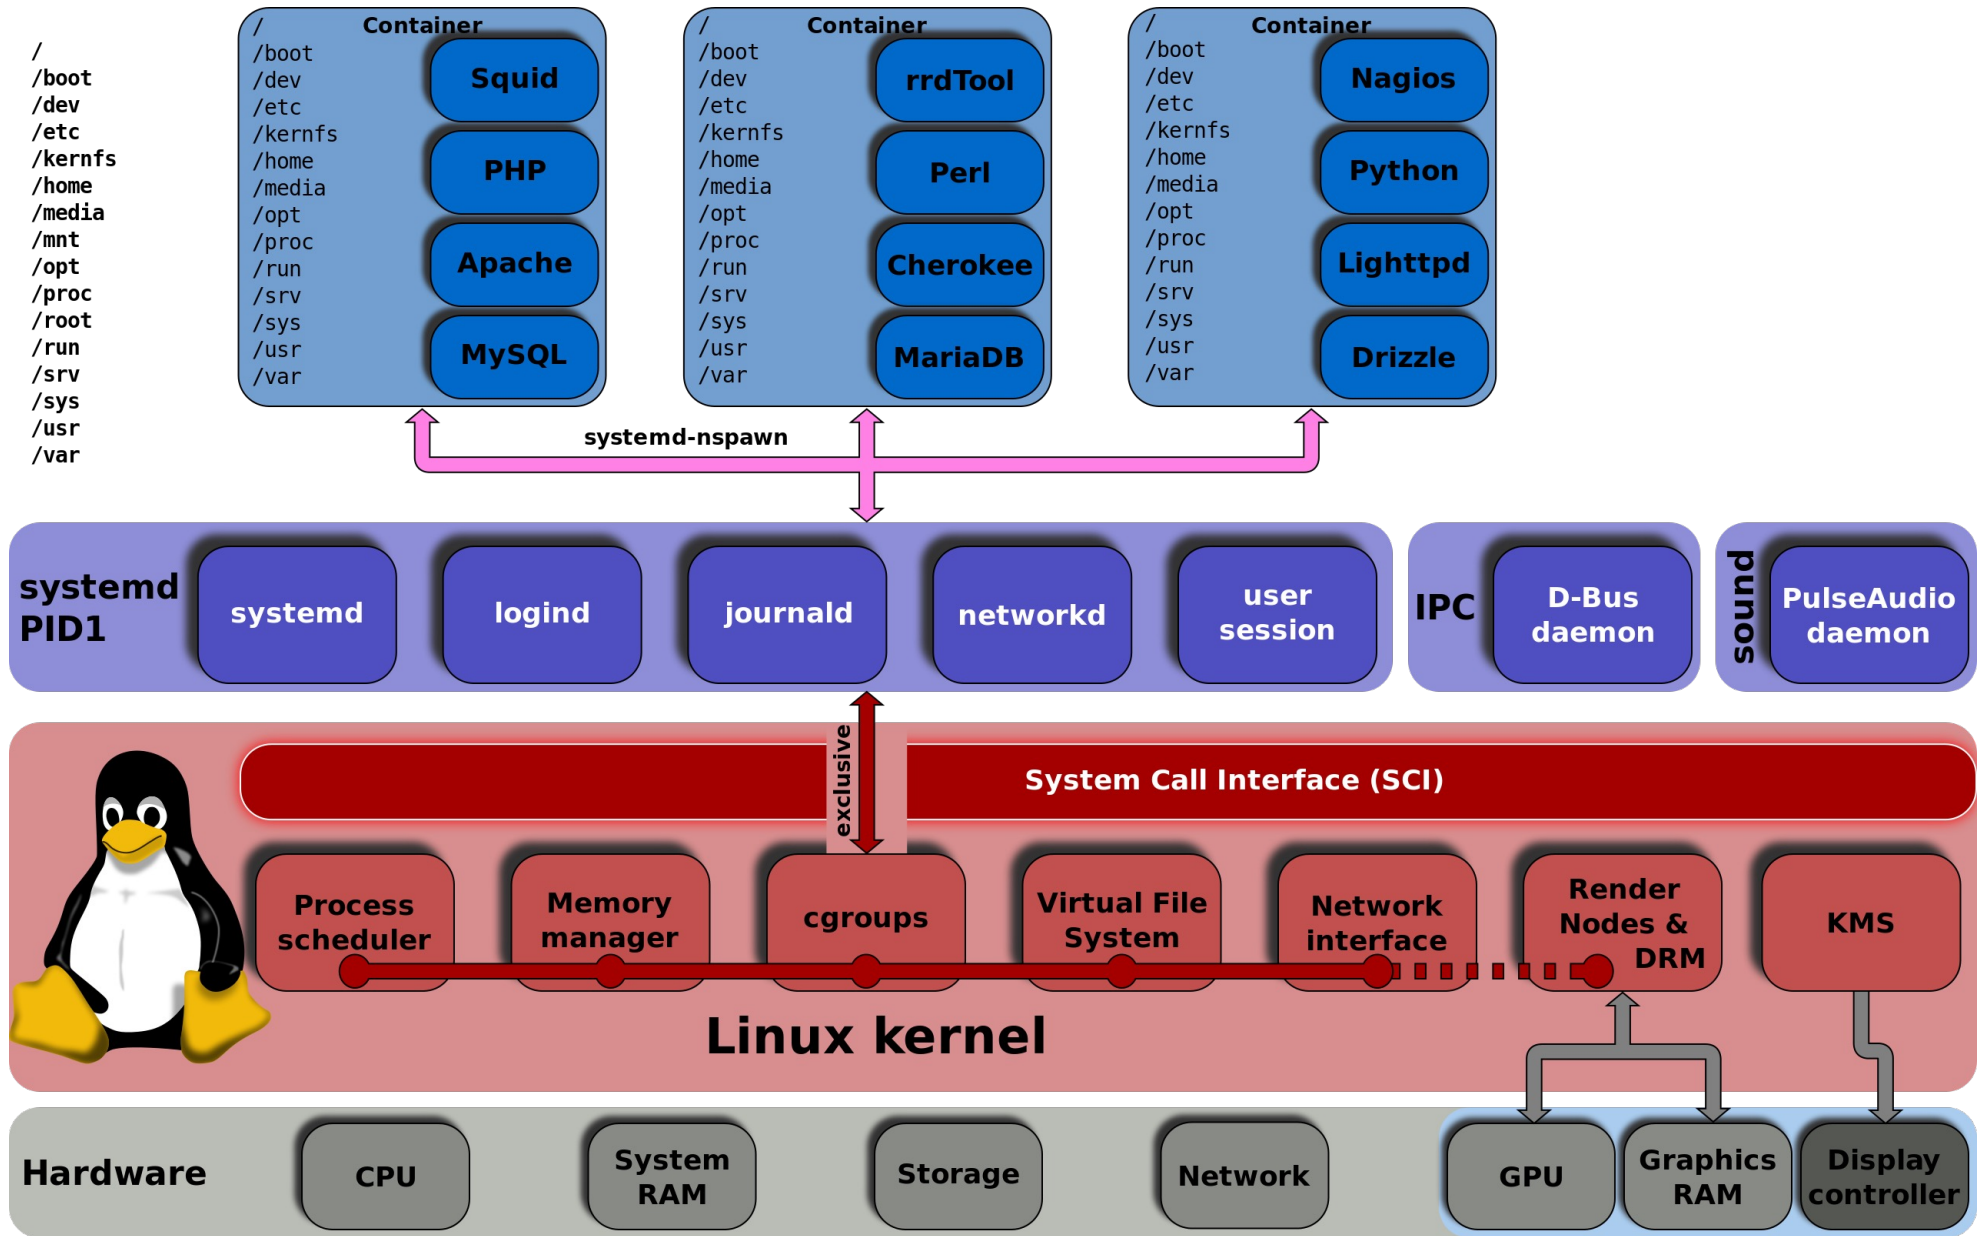 /
/boot
/dev
/etc
/kernfs
/home
/media
/mnt
/opt
/proc
/root
/run
/srv
/sys
/usr
/var
Container
/
/boot
/dev
/etc
/kernfs
/home
/media
/opt
/proc
/run
/srv
/sys
/usr
/var
Squid
PHP
Apache
MySQL
Container
/
/boot
/dev
/etc
/kernfs
/home
/media
/opt
/proc
/run
/srv
/sys
/usr
/var
rrdTool
Perl
Cherokee
MariaDB
Container
/
/boot
/dev
/etc
/kernfs
/home
/media
/opt
/proc
/run
/srv
/sys
/usr
/var
Nagios
Python
Lighttpd
Drizzle
systemd-nspawn
systemd
PID1
systemd
logind
journald
networkd
user
session
IPC
D-Bus
daemon
sound
PulseAudio
daemon
exclusive
System Call Interface (SCI)
Process
scheduler
Memory
manager
cgroups
Virtual File
System
Network
interface
Render
Nodes &
DRM
KMS
Linux kernel
Hardware
CPU
System
RAM
Storage
Network
GPU
Graphics
RAM
Display
controller